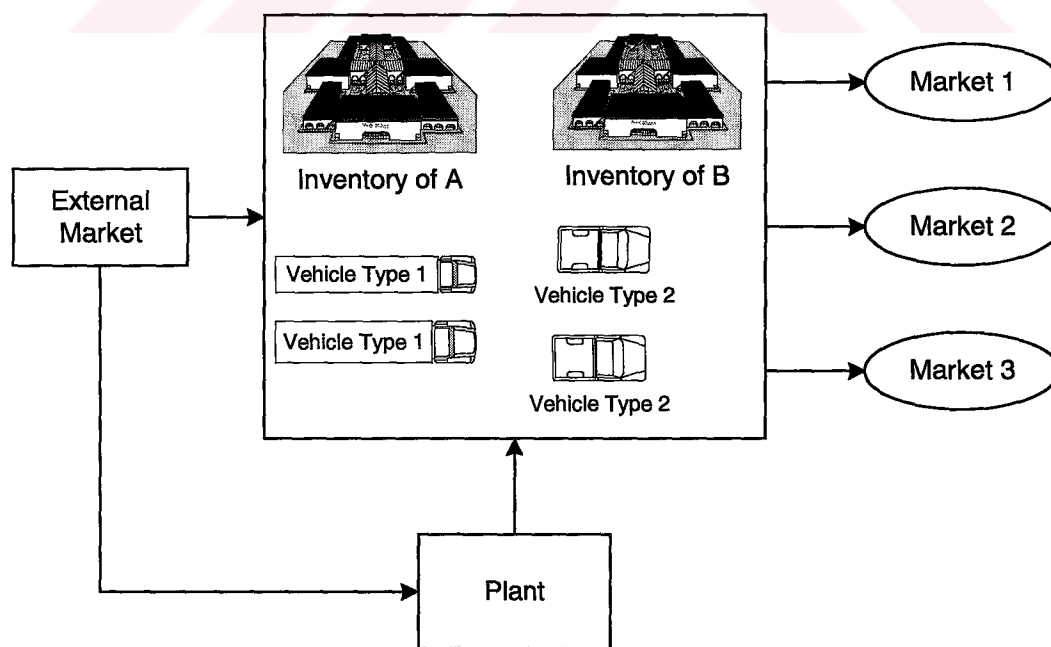 Inventory of A
Inventory of B
External
Market
Vehicle Type 1
Vehicle Type 2
Vehicle Type 1
Vehicle Type 2
Market 1
Market 2
Market 3
Plant